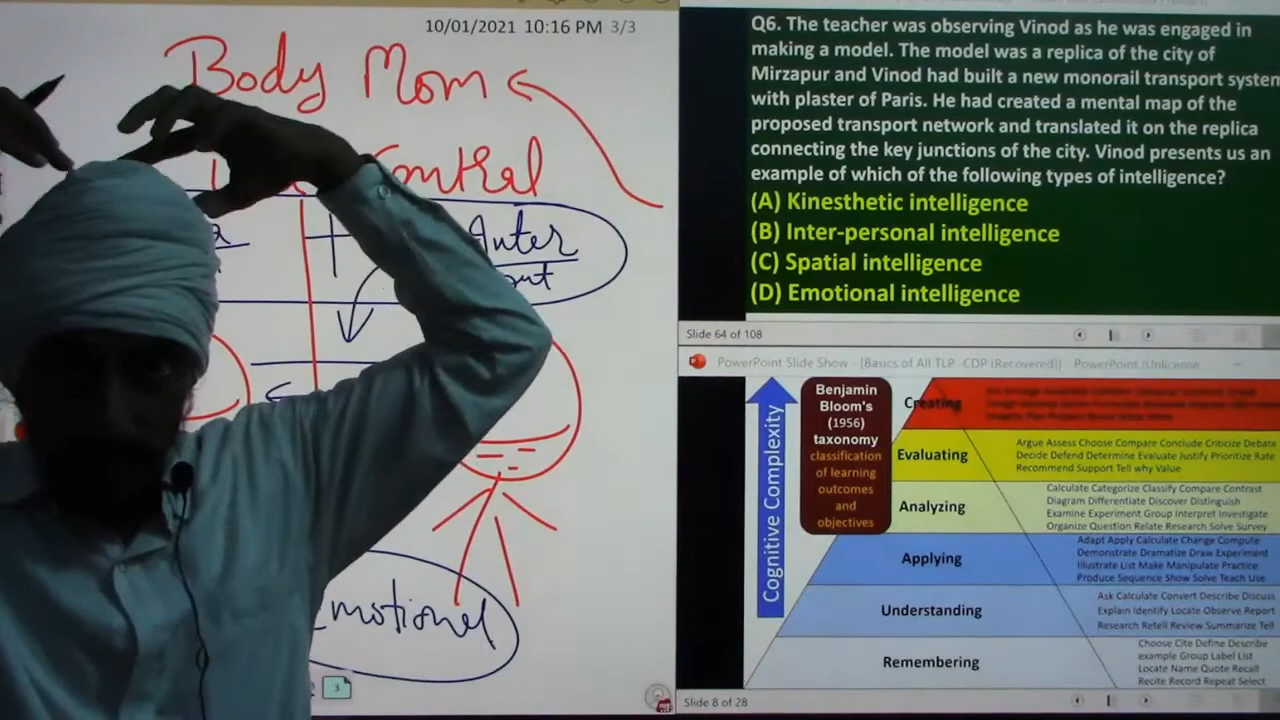 10/01/2021 10:16 PM 3/3
Body Mom
Control
Inter
out
Emotional
3
Q6. The teacher was observing Vinod as he was engaged in
making a model. The model was a replica of the city of
Mirzapur and Vinod had built a new monorail transport system
with plaster of Paris. He had created a mental map of the
proposed transport network and translated it on the replica
connecting the key junctions of the city. Vinod presents us an
example of which of the following types of intelligence?
(A) Kinesthetic intelligence
(B) Inter-personal intelligence
(C) Spatial intelligence
(D) Emotional intelligence
Slide 64 of 108
PowerPoint Slide Show - [Basics of All TLP -CDP (Recovered)] PowerPoint (Unlicense...
Cognitive Complexity
Benjamin
Bloom's
(1956)
taxonomy
classification
of learning
outcomes
and
objectives
Creating
Evaluating
Argue Assess Choose Compare Conclude Criticize Debate
Decide Defend Determine Evaluate Justify Prioritize Rate
Recommend Support Tell why Value
Analyzing
Calculate Categorize Classify Compare Contrast
Diagram Differentiate Discover Distinguish
Examine Experiment Group Interpret Investigate
Organize Question Relate Research Solve Survey
Applying
Adapt Apply Calculate Change Compute
Demonstrate Dramatize Draw Experiment
Illustrate List Make Manipulate Practice
Produce Sequence Show Solve Teach Use
Understanding
Ask Calculate Convert Describe Discuss
Explain Identify Locate Observe Report
Research Retell Review Summarize Tell
Remembering
Choose Cite Define Describe
example Group Label List
Locate Name Quote Recall
Recite Record Repeat Select
Slide 8 of 28